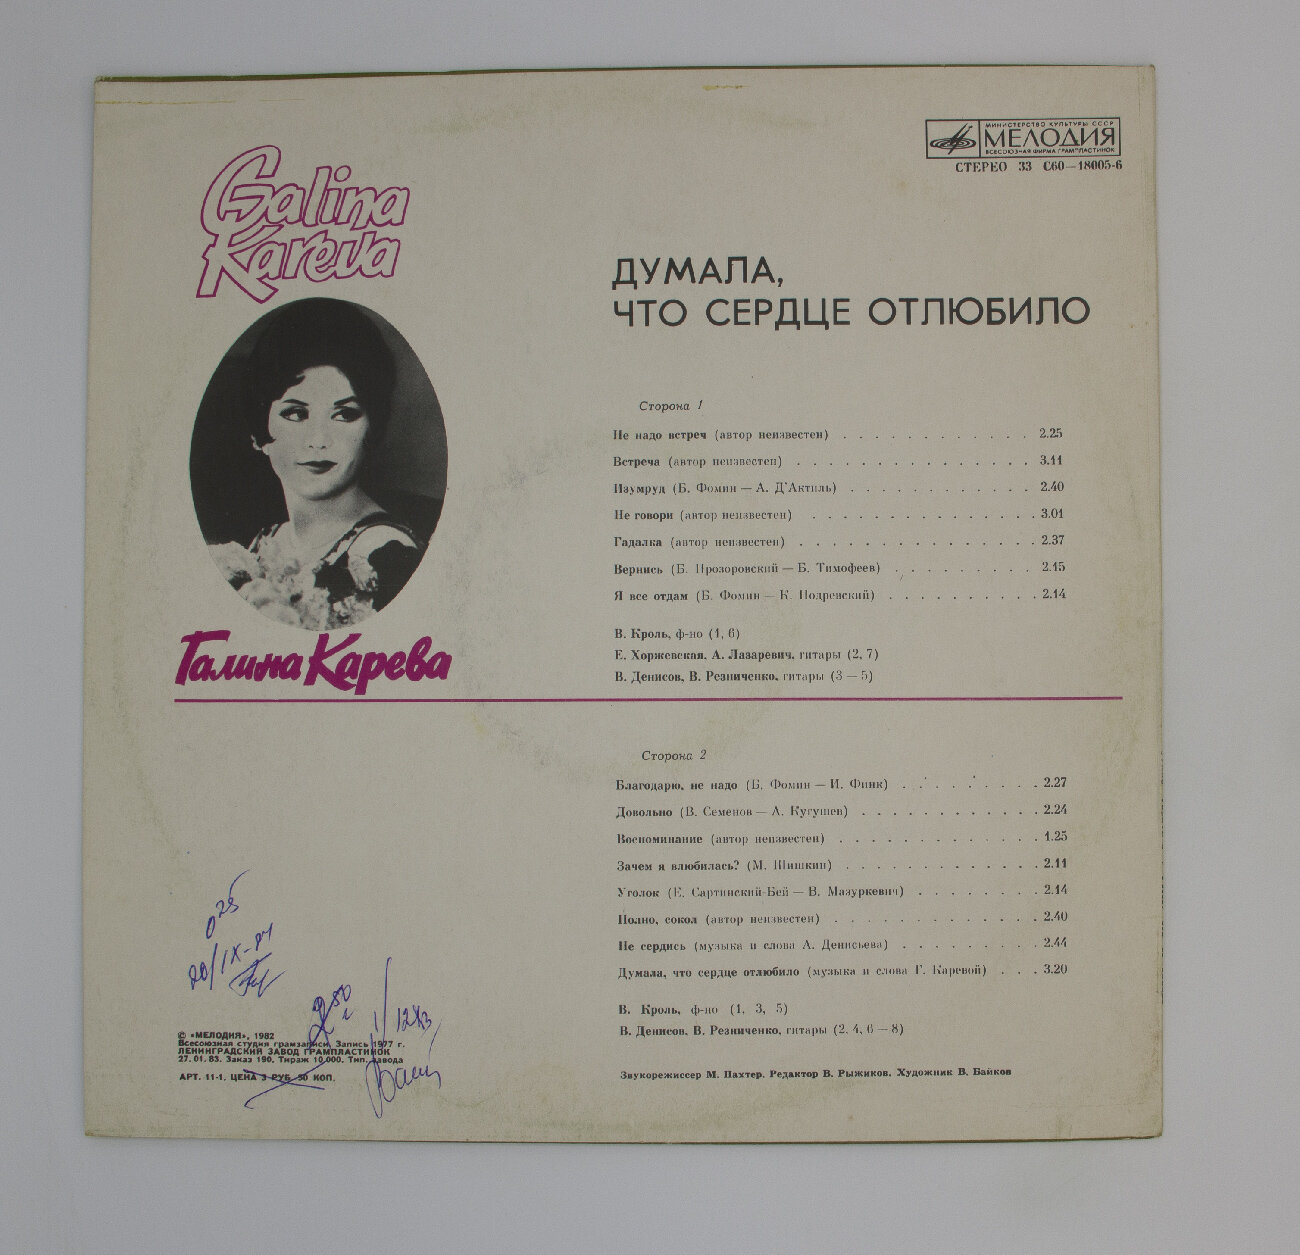 МИНИСТЕРСТВО КУЛЬТУРЫ СССР
МЕЛОДИЯ
ВСЕСОЮЗНАЯ ФИРМА ГРАМПЛАСТИНОК
СТЕРЕО 33 С60—18005-6
Galina
Kareva
ДУМАЛА,
ЧТО СЕРДЦЕ ОТЛЮБИЛО
Галина Карева
Сторона 1
Не надо встреч (автор неизвестен) . . . . . . . . . . . . 2.25
Встреча (автор неизвестен) . . . . . . . . . . . . . . . 3.11
Изумруд (Б. Фомин — А. Д'Актиль) . . . . . . . . . . . . 2.40
Не говори (автор неизвестен) . . . . . . . . . . . . . . . 3.01
Гадалка (автор неизвестен) . . . . . . . . . . . . . . . 2.37
Вернись (Б. Прозоровский — Б. Тимофеев) . . . . . . . . . 2.15
Я все отдам (Б. Фомин — К. Подревский) . . . . . . . . . . 2.14
В. Кроль, ф-но (1, 6)
Е. Хоржевская, А. Лазаревич, гитары (2, 7)
В. Денисов, В. Резниченко, гитары (3 — 5)
Сторона 2
Благодарю, не надо (Б. Фомин — И. Финк) . . . . . . . . . 2.27
Довольно (В. Семенов — А. Кугушев) . . . . . . . . . . . . 2.24
Воспоминание (автор неизвестен) . . . . . . . . . . . . . 1.25
Зачем я влюбилась? (М. Шишкин) . . . . . . . . . . . . . 2.11
Уголок (Е. Сартинский-Бей — В. Мазуркевич) . . . . . . . . 2.14
Полно, сокол (автор неизвестен) . . . . . . . . . . . . . . 2.40
Не сердись (музыка и слова А. Денисьева) . . . . . . . . . 2.44
Думала, что сердце отлюбило (музыка и слова Г. Каревой) . . . 3.20
В. Кроль, ф-но (1, 3, 5)
В. Денисов, В. Резниченко, гитары (2, 4, 6 — 8)
Звукорежиссер М. Пахтер. Редактор В. Рыжиков. Художник В. Байков
0 25
20/IX-84
2 50
12 X3
© «МЕЛОДИЯ», 1982
Всесоюзная студия грамзаписи. Запись 1977 г.
ЛЕНИНГРАДСКИЙ ЗАВОД ГРАМПЛАСТИНОК
27.01.83. Заказ 190. Тираж 10.000. Тип. завода
АРТ. 11-1. ЦЕНА 3 РУБ. 50 КОП.